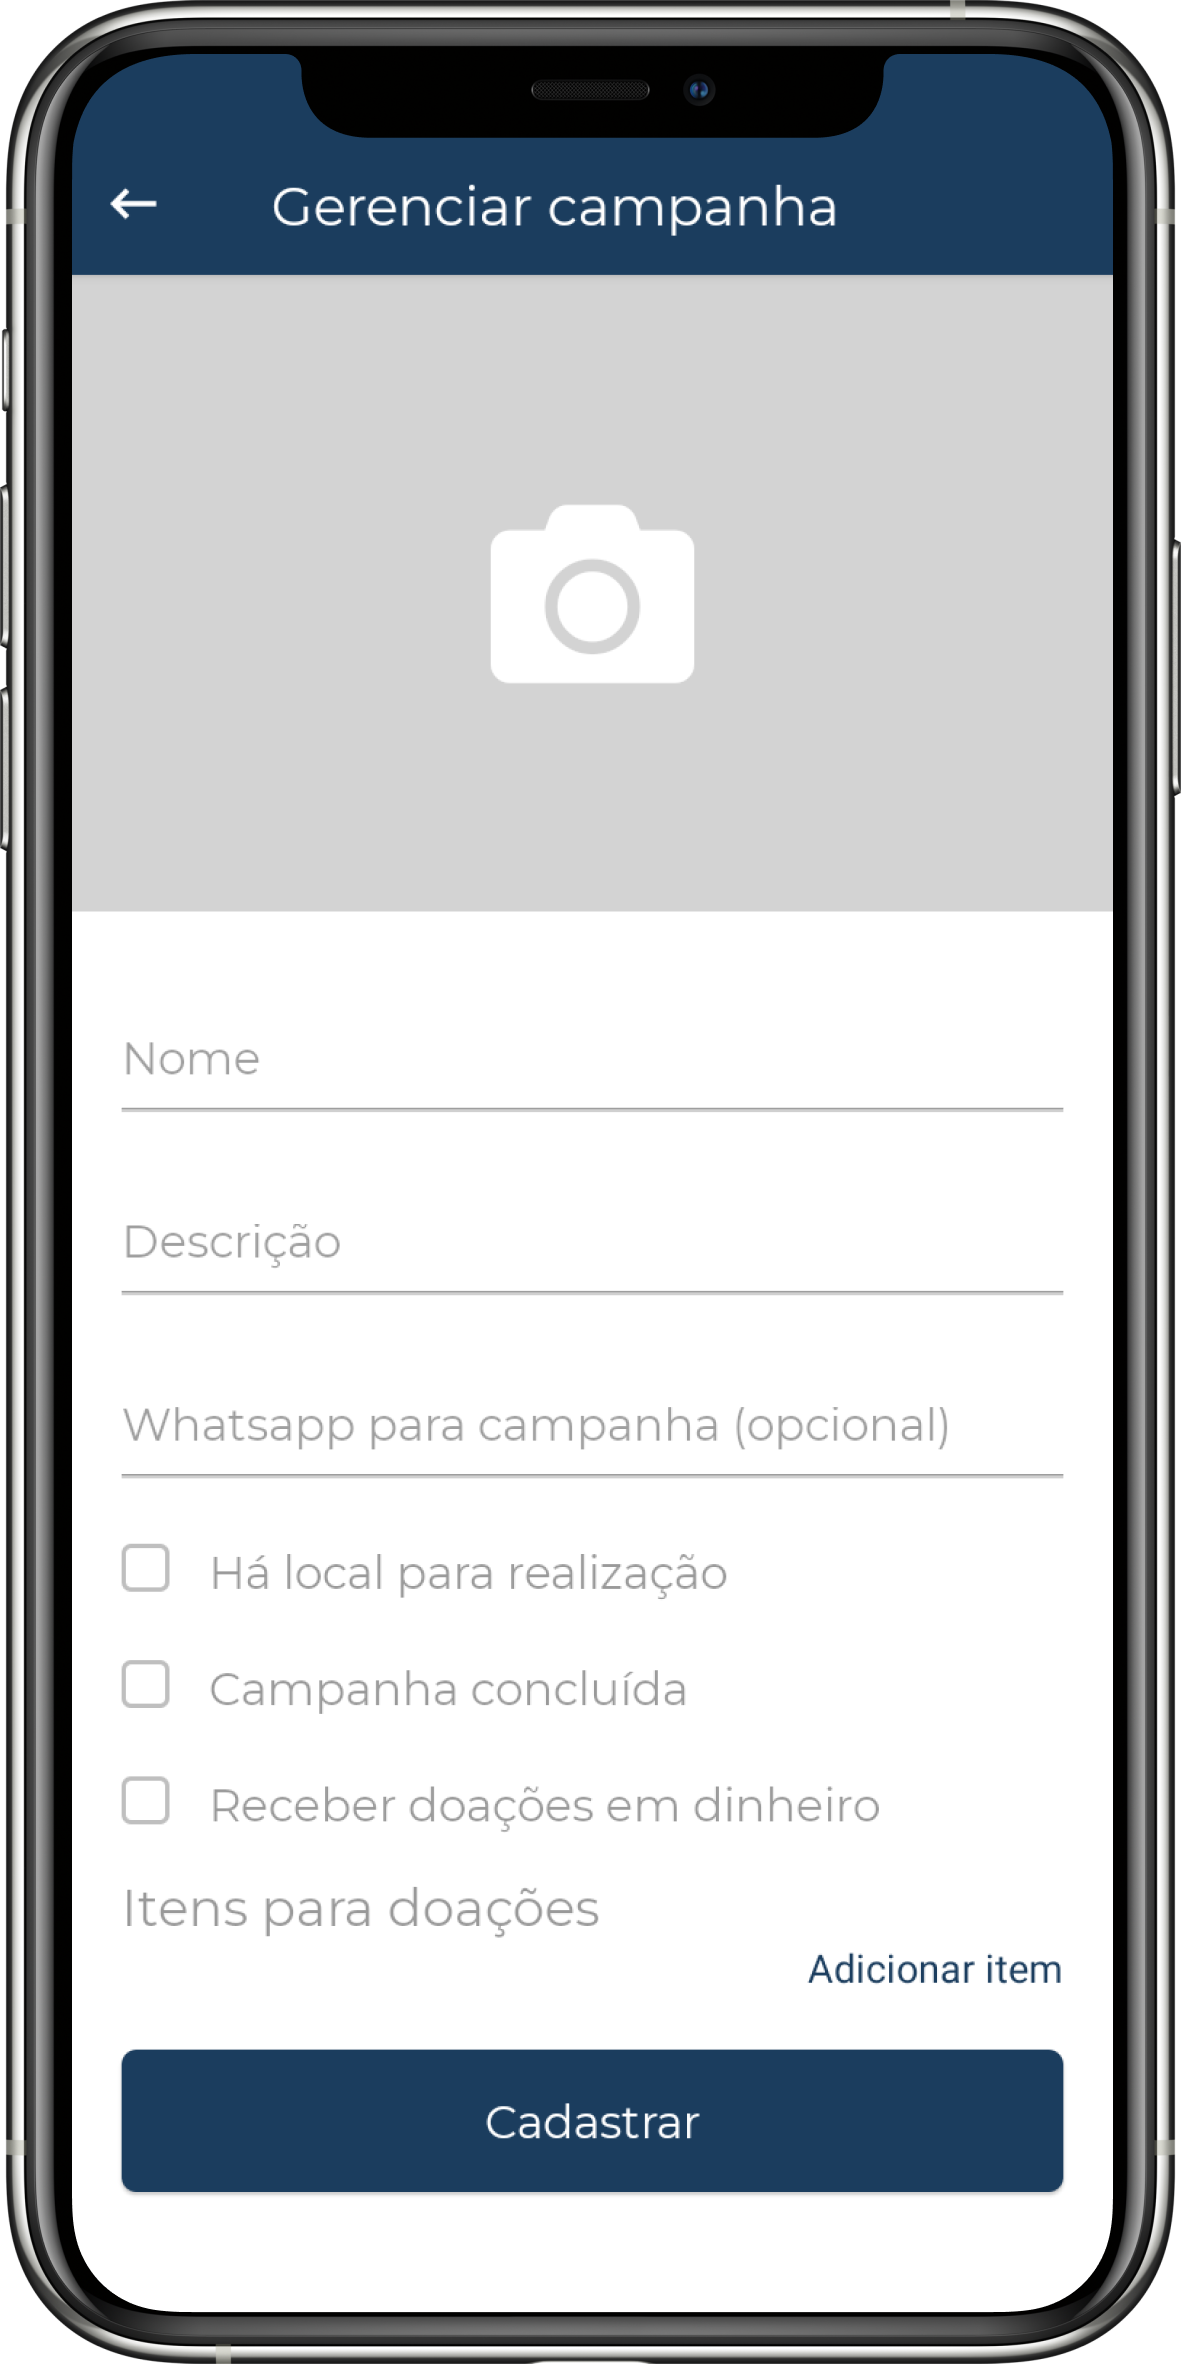 Gerenciar campanha
Nome
Descrição
Whatsapp para campanha (opcional)
Há local para realização
Campanha concluída
Receber doações em dinheiro
Itens para doações
Adicionar item
Cadastrar